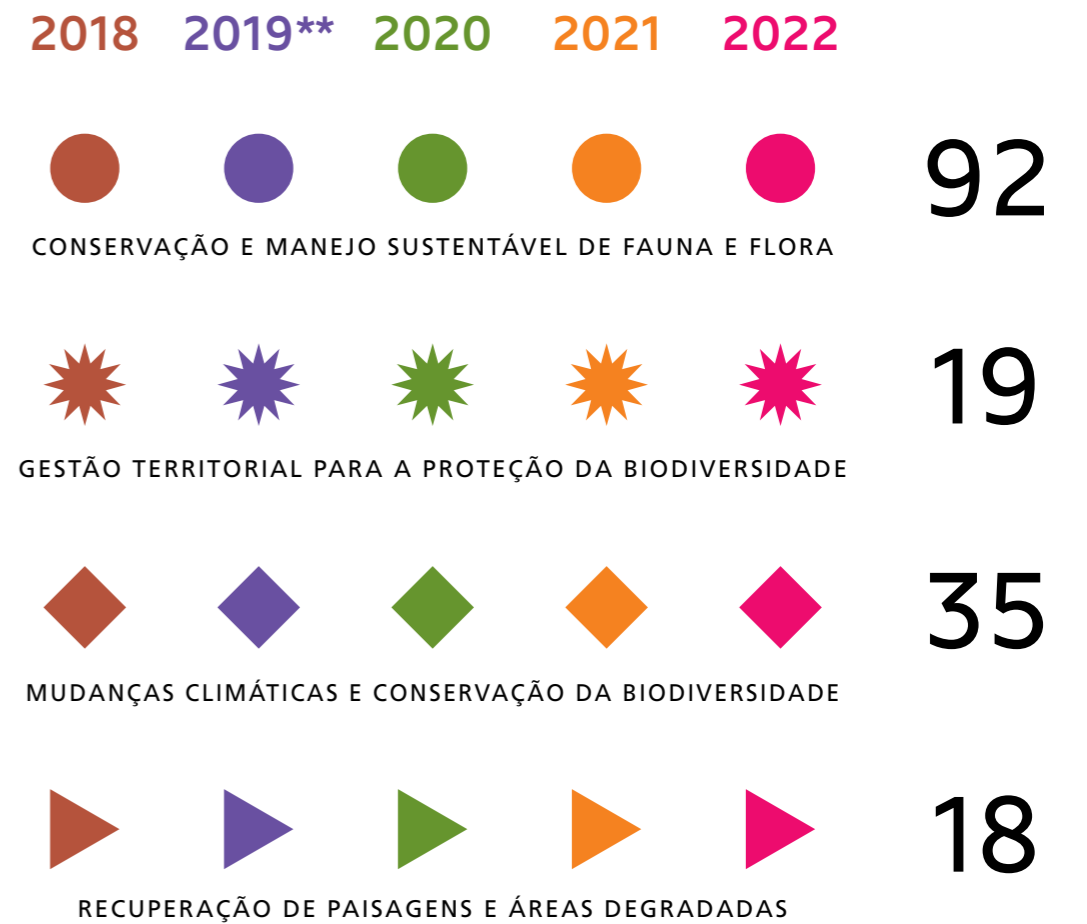 2018 2019** 2020 2021 2022
92
CONSERVAÇÃO E MANEJO SUSTENTÁVEL DE FAUNA E FLORA
19
GESTÃO TERRITORIAL PARA A PROTEÇÃO DA BIODIVERSIDADE
35
MUDANÇAS CLIMÁTICAS E CONSERVAÇÃO DA BIODIVERSIDADE
18
RECUPERAÇÃO DE PAISAGENS E ÁREAS DEGRADADAS